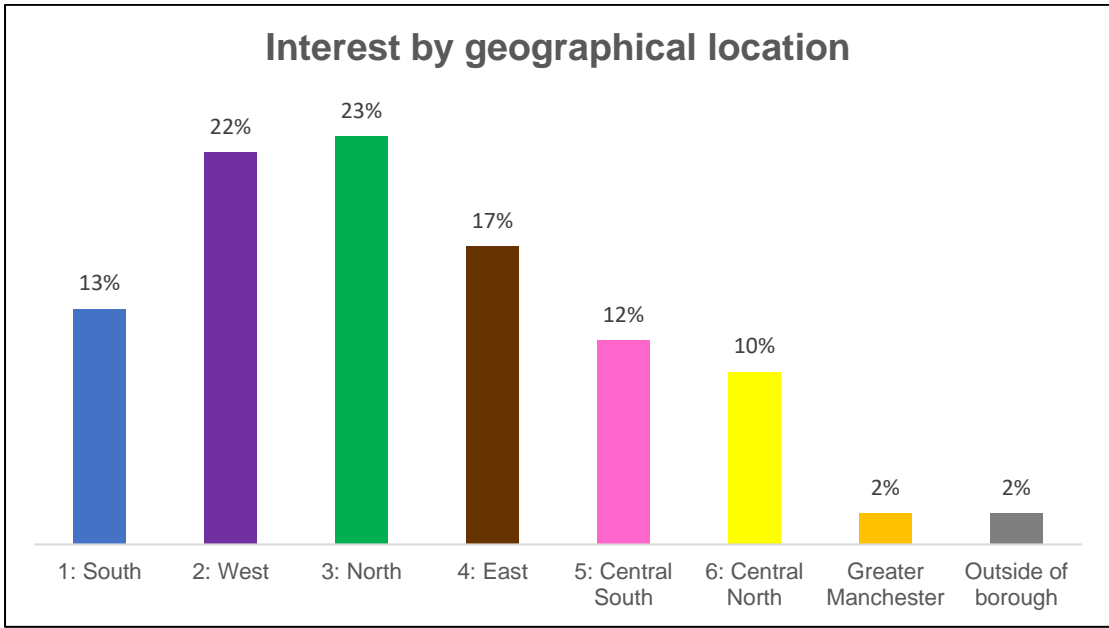 Interest by geographical location
23%
22%
17%
13%
12%
10%
2%
2%
1: South
2: West
3: North
4: East
5: Central
South
6: Central
North
Greater
Manchester
Outside of
borough